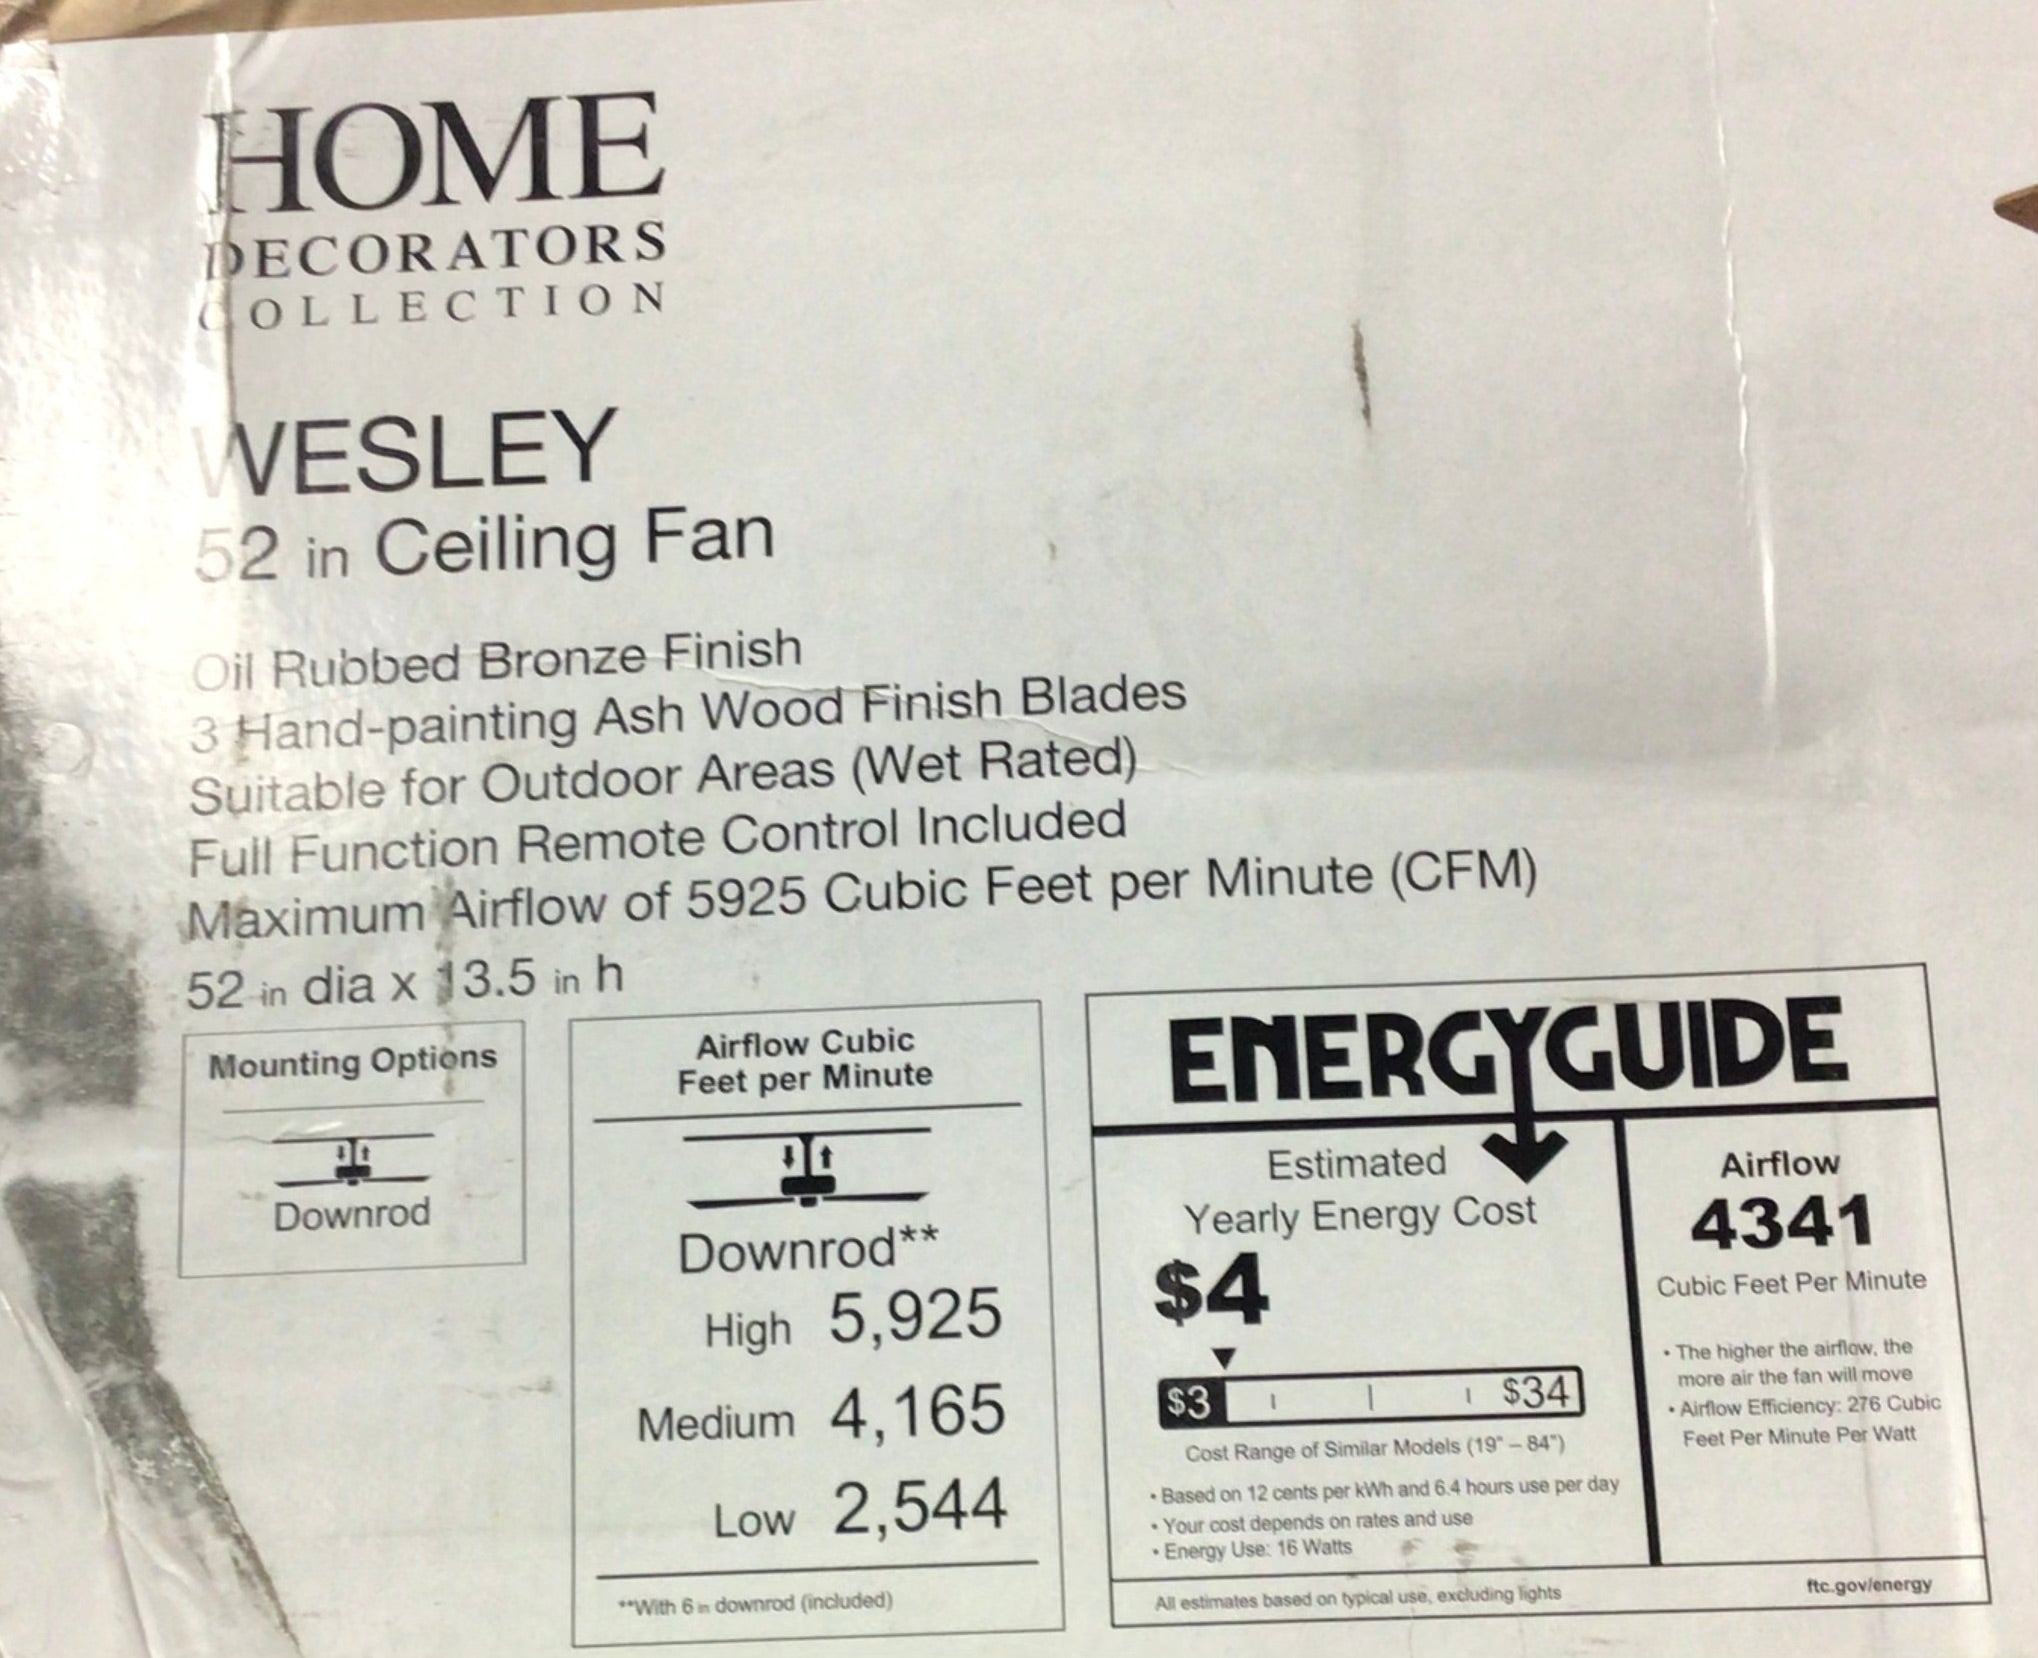 HOME
DECORATORS
COLLECTION
WESLEY
52 in Ceiling Fan
Oil Rubbed Bronze Finish
3 Hand-painting Ash Wood Finish Blades
Suitable for Outdoor Areas (Wet Rated)
Full Function Remote Control Included
Maximum Airflow of 5925 Cubic Feet per Minute (CFM)
52 in dia x 13.5 in h
Mounting Options
Downrod
Airflow Cubic
Feet per Minute
Downrod**
High 5,925
Medium 4,165
Low 2,544
**With 6 in downrod (included)
ENERGYGUIDE
Estimated
Yearly Energy Cost
$4
$3 $34
Cost Range of Similar Models (19" – 84")
• Based on 12 cents per kWh and 6.4 hours use per day
• Your cost depends on rates and use
• Energy Use: 16 Watts
Airflow
4341
Cubic Feet Per Minute
• The higher the airflow, the
more air the fan will move
• Airflow Efficiency: 276 Cubic
Feet Per Minute Per Watt
All estimates based on typical use, excluding lights
ftc.gov/energy